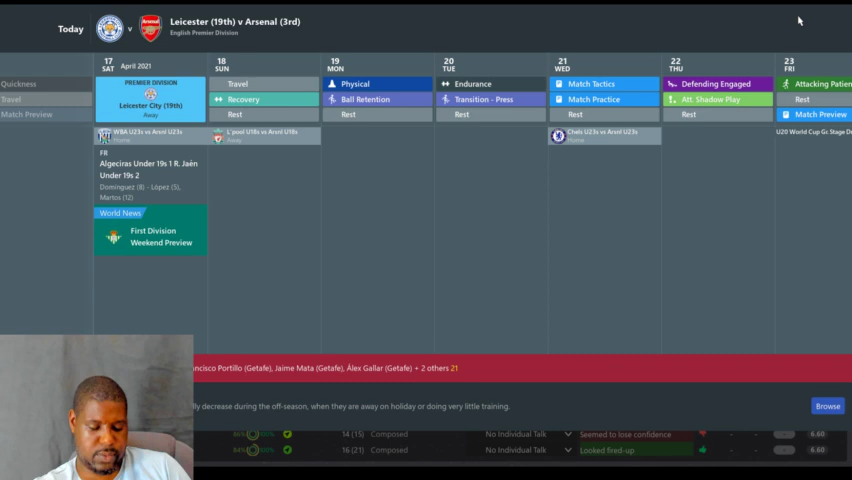 Today
v
Arsenal
Leicester (19th) v Arsenal (3rd)
English Premier Division
17
SAT
April 2021
18
SUN
19
MON
20
TUE
21
WED
22
THU
23
FRI
Quickness
Travel
Match Preview
PREMIER DIVISION
Leicester City (19th)
Away
Travel
Recovery
Rest
Physical
Ball Retention
Rest
Endurance
Transition - Press
Rest
Match Tactics
Match Practice
Rest
Defending Engaged
Att. Shadow Play
Rest
Attacking Patien
Rest
Match Preview
WBA U23s vs Arsnl U23s
Home
L'pool U18s vs Arsnl U18s
Away
Chels U23s vs Arsnl U23s
Home
U20 World Cup Gr. Stage Dr
FR
Algeciras Under 19s 1 R. Jaén
Under 19s 2
Domínguez (8) - López (5),
Martos (12)
World News
First Division
Weekend Preview
ncisco Portillo (Getafe), Jaime Mata (Getafe), Álex Gallar (Getafe) + 2 others 21
lly decrease during the off-season, when they are away on holiday or doing very little training.
Browse
14 (15) Composed No Individual Talk Seemed to lose confidence - - - 6.60
84% 16 (21) Composed No Individual Talk Looked fired-up - - - 6.60